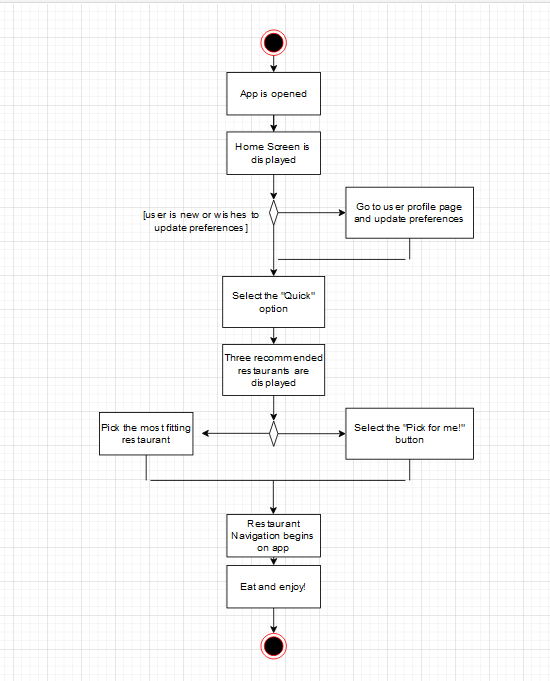 App is opened
Home Screen is
displayed
[user is new or wishes to
update preferences]
Go to user profile page
and update preferences
Select the "Quick"
option
Three recommended
restaurants are
displayed
Pick the most fitting
restaurant
Select the "Pick for me!"
button
Restaurant
Navigation begins
on app
Eat and enjoy!